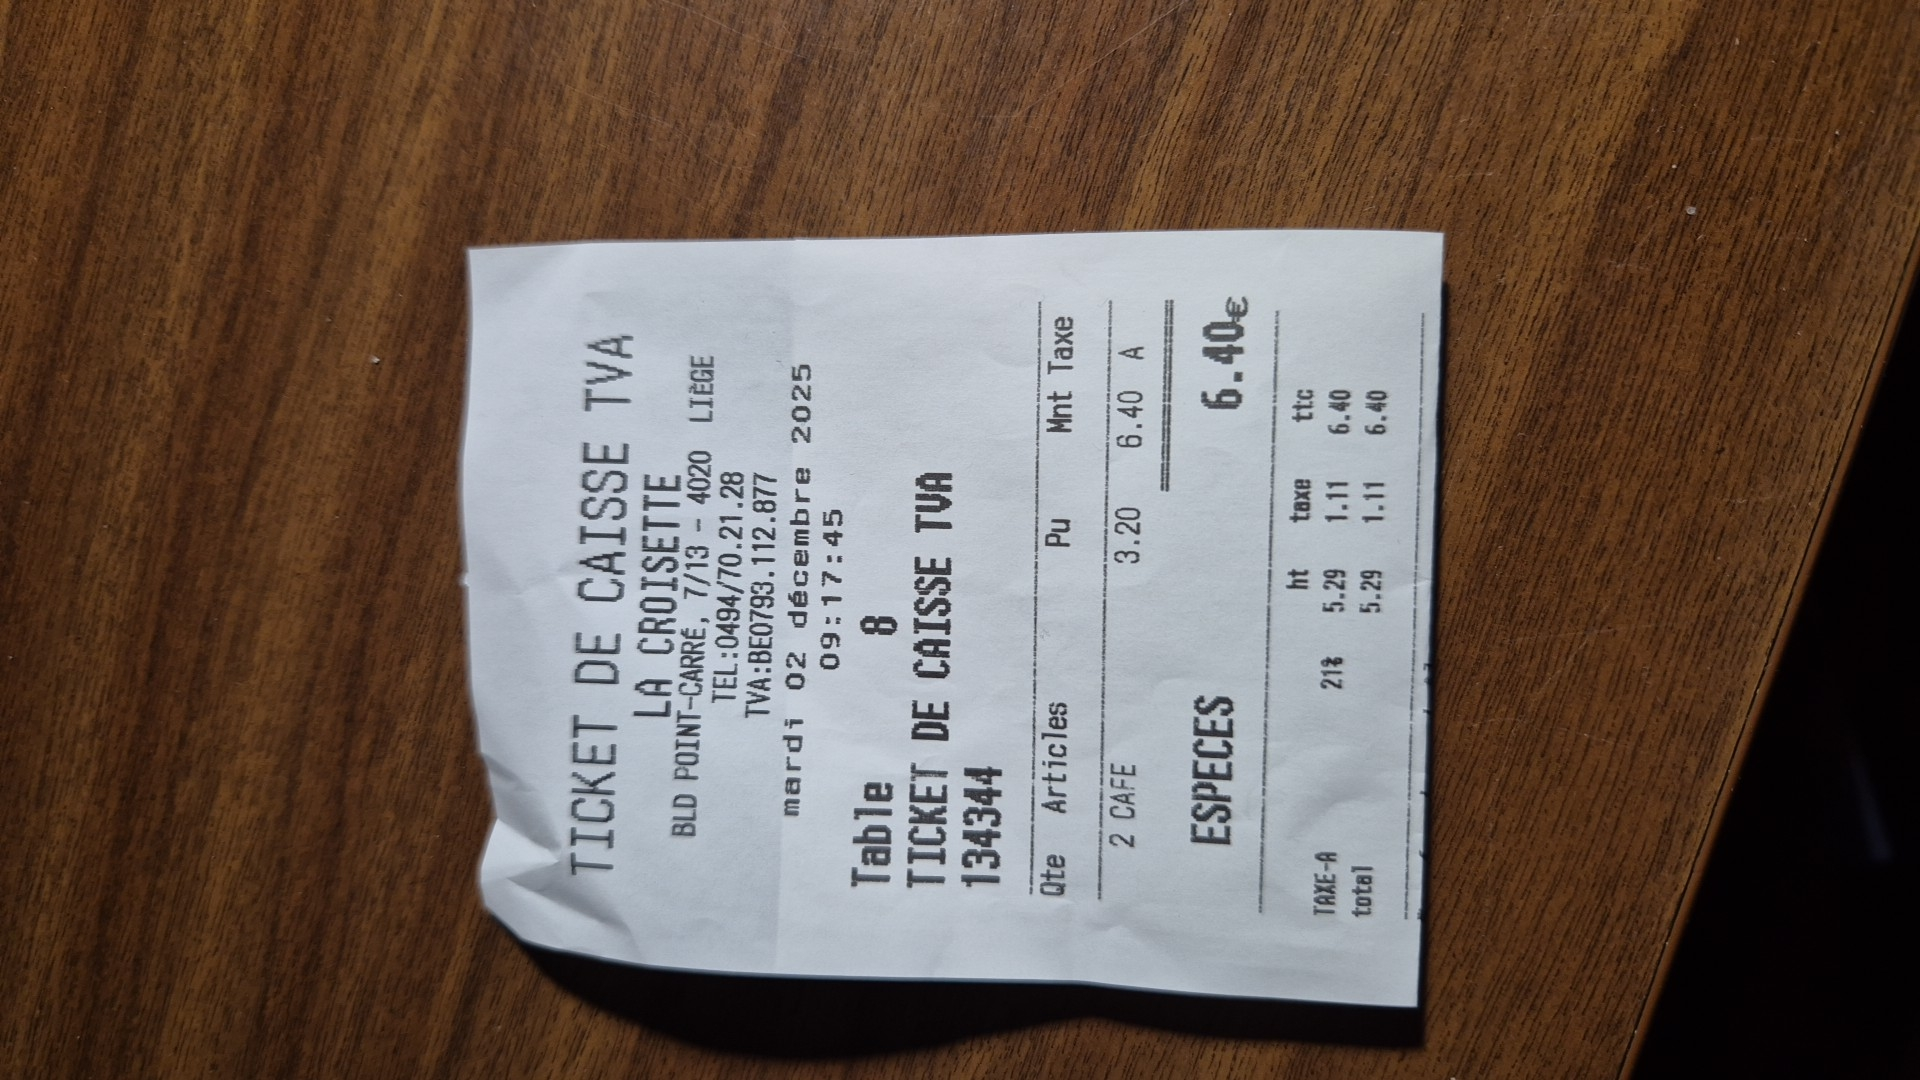 TICKET DE CAISSE TVA
LA CROISETTE
BLD POINT-CARRÉ, 7/13 - 4020 LIÈGE
TEL:0494/70.21.28
TVA:BE0793.112.877
mardi 02 décembre 2025
09:17:45
Table 8
TICKET DE CAISSE TVA
134344
Qte Articles Pu Mnt Taxe
2 CAFE 3.20 6.40 A
ESPECES 6.40€
ht taxe ttc
TAXE-A 21% 5.29 1.11 6.40
total 5.29 1.11 6.40